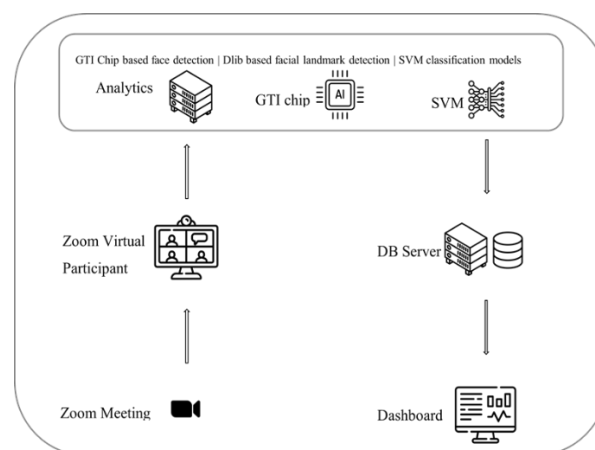 GTI Chip based face detection | Dlib based facial landmark detection | SVM classification models
Analytics
GTI chip
AI
SVM
Zoom Virtual
Participant
DB Server
Zoom Meeting
Dashboard